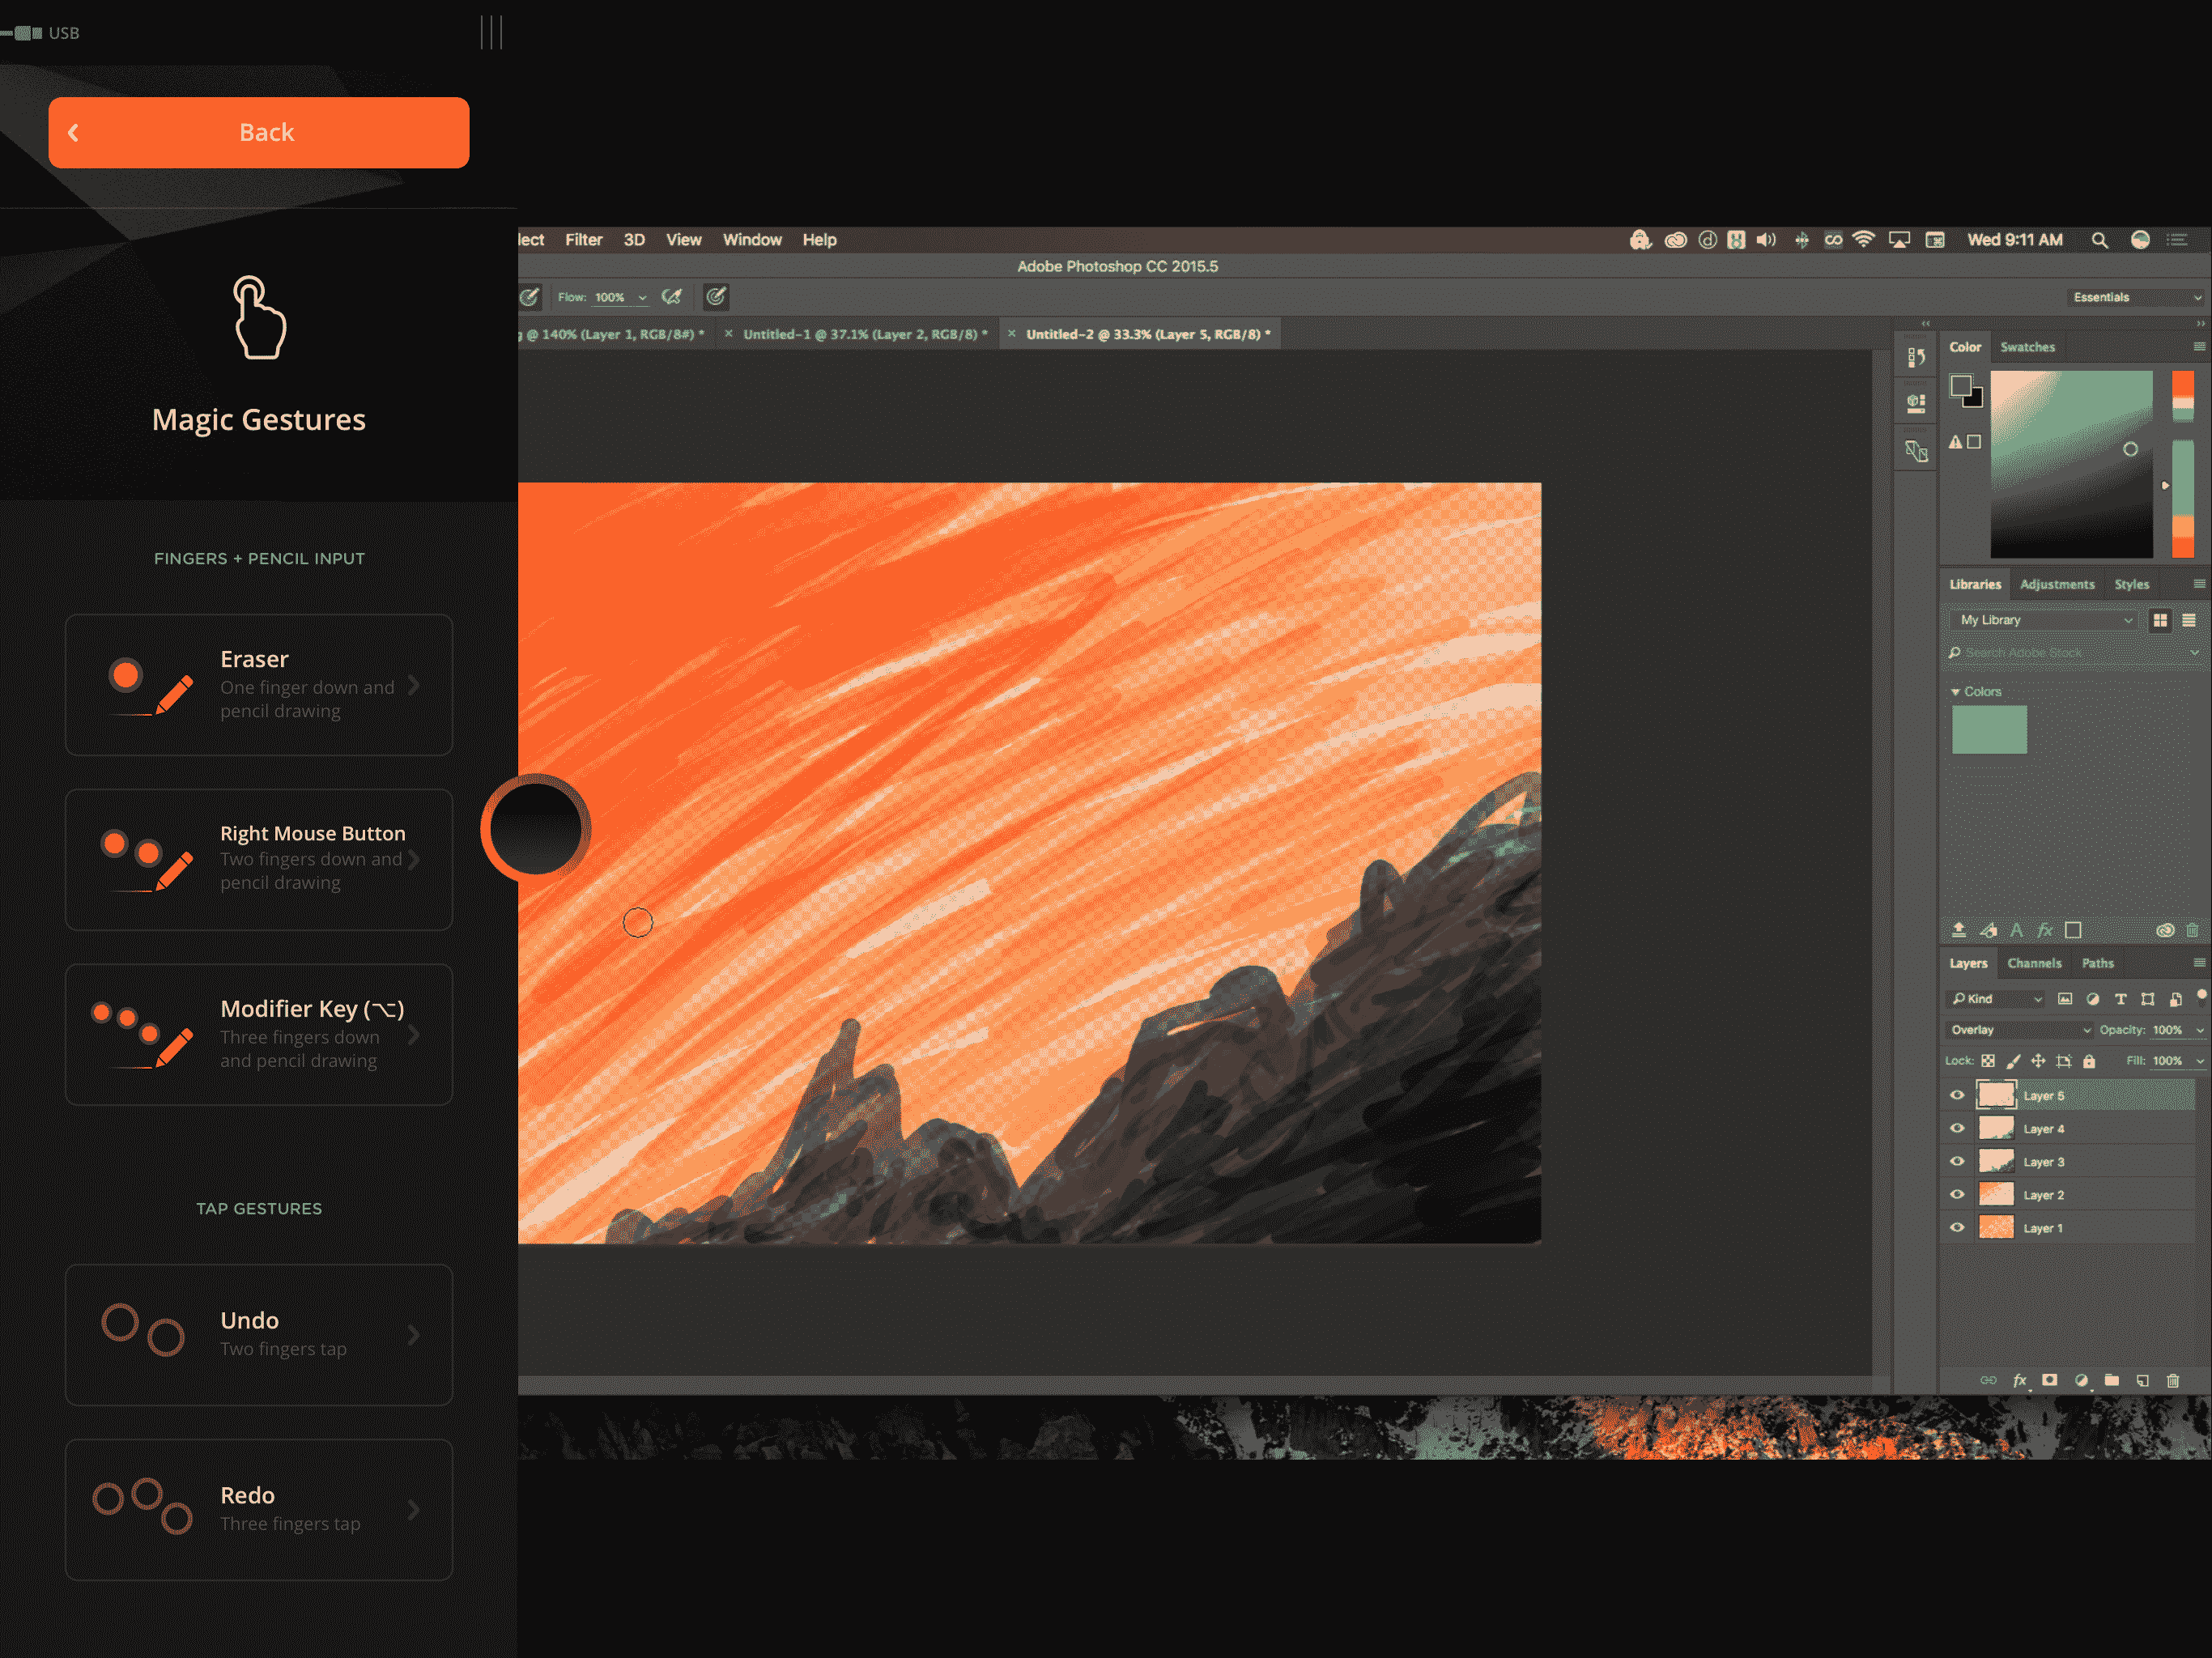 USB
Back
Magic Gestures
FINGERS + PENCIL INPUT
Eraser
One finger down and
pencil drawing
Right Mouse Button
Two fingers down and
pencil drawing
Modifier Key (⌥)
Three fingers down
and pencil drawing
TAP GESTURES
Undo
Two fingers tap
Redo
Three fingers tap
lect Filter 3D View Window Help
Wed 9:11 AM
Adobe Photoshop CC 2015.5
Flow: 100%
Essentials
@ 140% (Layer 1, RGB/8#) * × Untitled-1 @ 37.1% (Layer 2, RGB/8) * × Untitled-2 @ 33.3% (Layer 5, RGB/8) *
Color Swatches
Libraries Adjustments Styles
My Library
Search Adobe Stock
Colors
A fx
Layers Channels Paths
Kind T
Overlay Opacity: 100%
Lock: Fill: 100%
Layer 5
Layer 4
Layer 3
Layer 2
Layer 1
fx